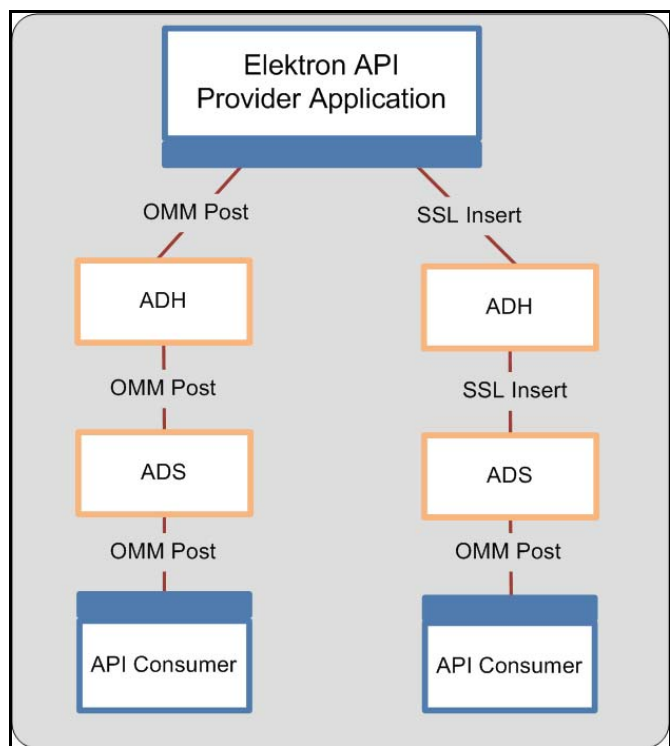 Elektron API
Provider Application
OMM Post
SSL Insert
ADH
ADH
OMM Post
SSL Insert
ADS
ADS
OMM Post
OMM Post
API Consumer
API Consumer